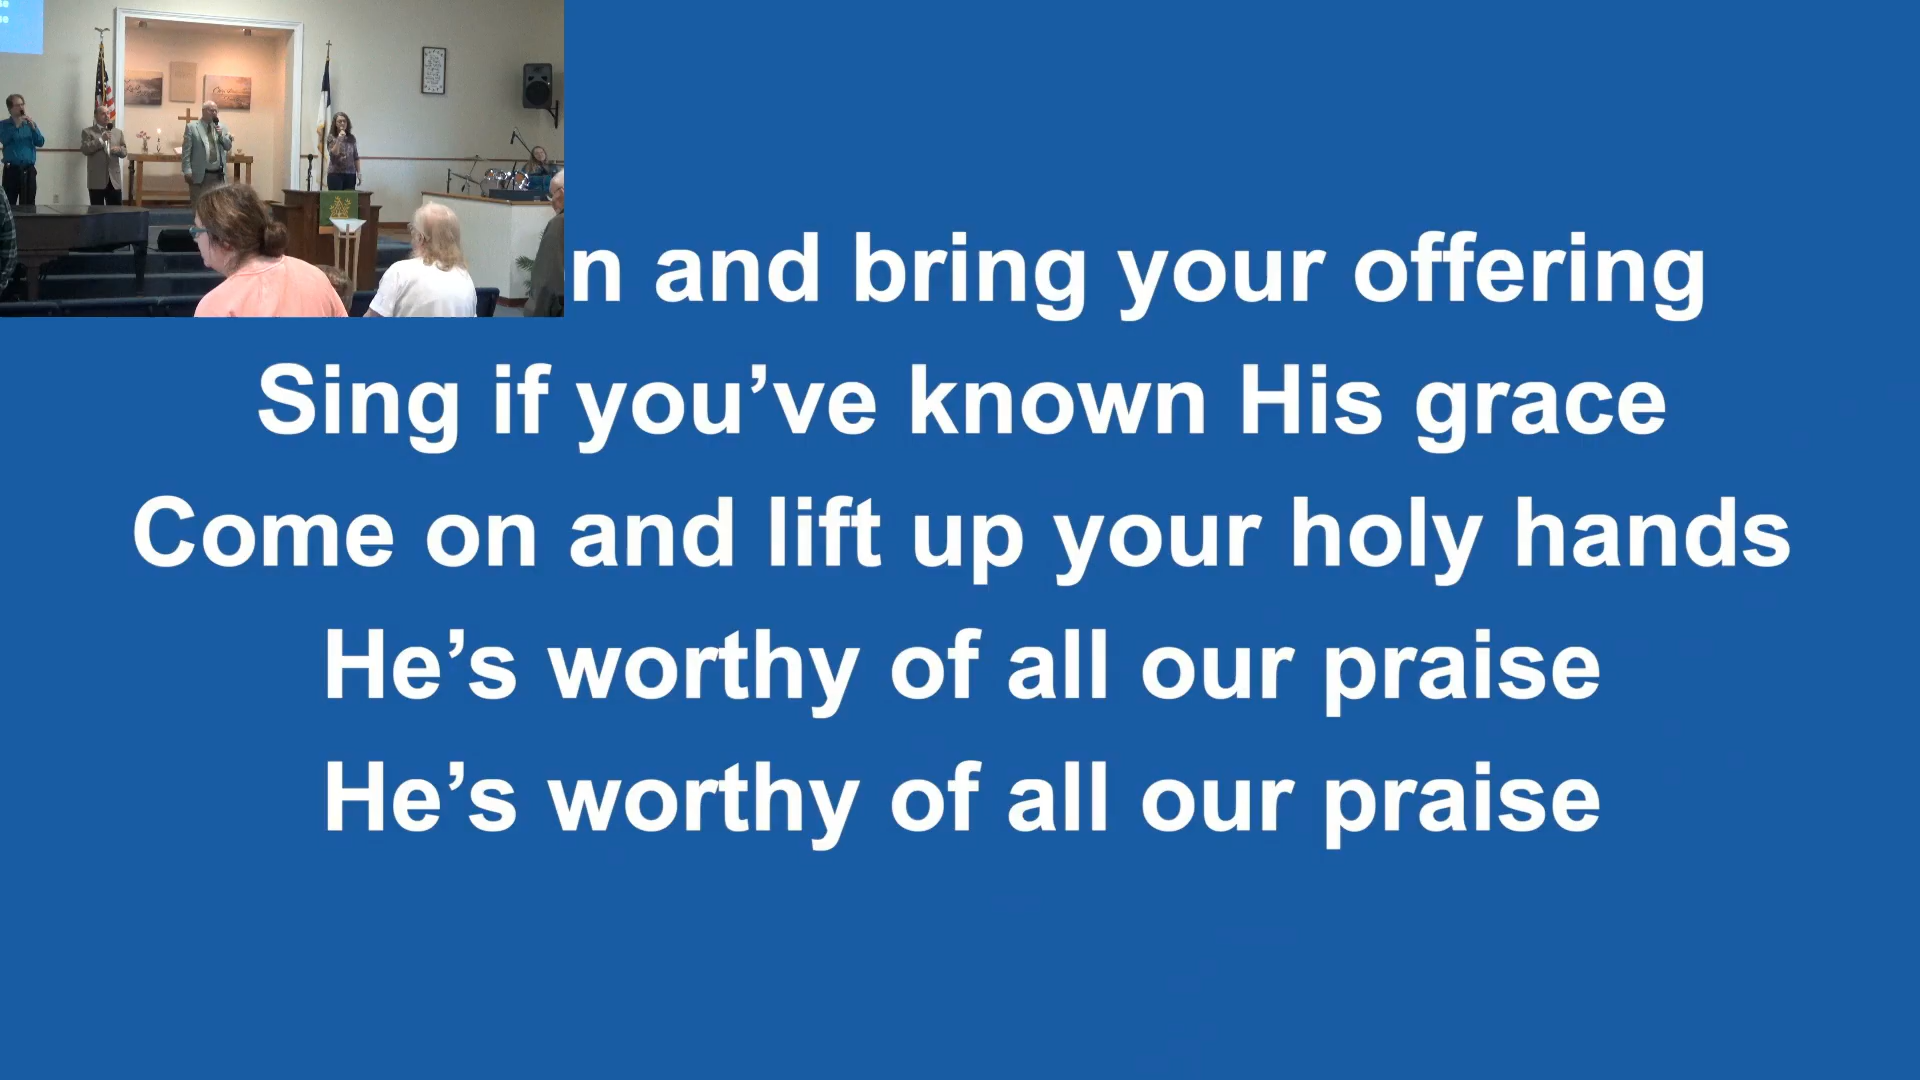 n and bring your offering
Sing if you’ve known His grace
Come on and lift up your holy hands
He’s worthy of all our praise
He’s worthy of all our praise